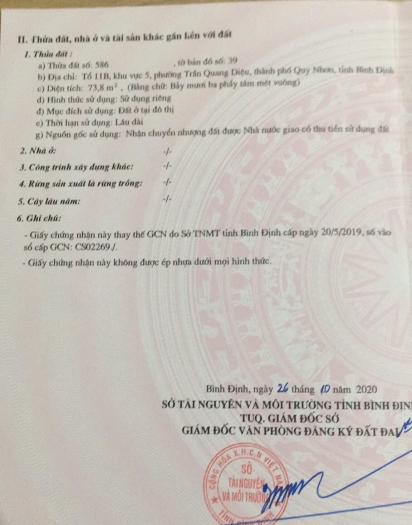 II. Thửa đất, nhà ở và tài sản khác gắn liền với đất
1. Thửa đất:
a) Thửa đất số: 586 , tờ bản đồ số: 39
b) Địa chỉ: Tổ 11B, khu vực 5, phường Trần Quang Diệu, thành phố Quy Nhơn, tỉnh Bình Định
c) Diện tích: 73,8 m², (Bằng chữ: Bảy mươi ba phẩy tám mét vuông)
d) Hình thức sử dụng: Sử dụng riêng
đ) Mục đích sử dụng: Đất ở tại đô thị
e) Thời hạn sử dụng: Lâu dài
g) Nguồn gốc sử dụng: Nhận chuyển nhượng đất được Nhà nước giao có thu tiền sử dụng đất
2. Nhà ở: -/-
3. Công trình xây dựng khác: -/-
4. Rừng sản xuất là rừng trồng: -/-
5. Cây lâu năm: -/-
6. Ghi chú:
- Giấy chứng nhận này thay thế GCN do Sở TNMT tỉnh Bình Định cấp ngày 20/5/2019, số vào
sổ cấp GCN: CS02269./.
- Giấy chứng nhận này không được ép nhựa dưới mọi hình thức.
Bình Định, ngày 26 tháng 10 năm 2020
SỞ TÀI NGUYÊN VÀ MÔI TRƯỜNG TỈNH BÌNH ĐỊNH
TUQ. GIÁM ĐỐC SỞ
GIÁM ĐỐC VĂN PHÒNG ĐĂNG KÝ ĐẤT ĐAI
CỘNG HÒA X.H.C.N VIỆT NAM
SỞ
TÀI NGUYÊN
VÀ MÔI TRƯỜNG